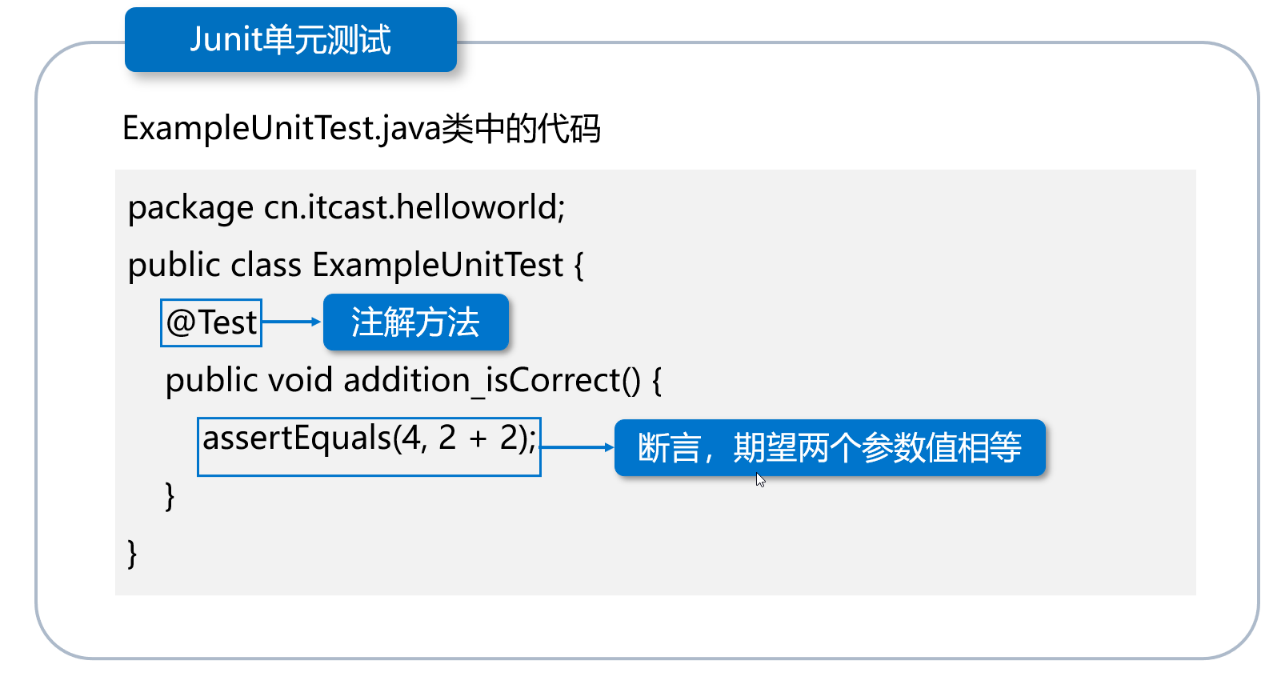 Junit单元测试
ExampleUnitTest.java类中的代码
package cn.itcast.helloworld;
public class ExampleUnitTest {
@Test 注解方法
public void addition_isCorrect() {
assertEquals(4, 2 + 2); 断言，期望两个参数值相等
}
}